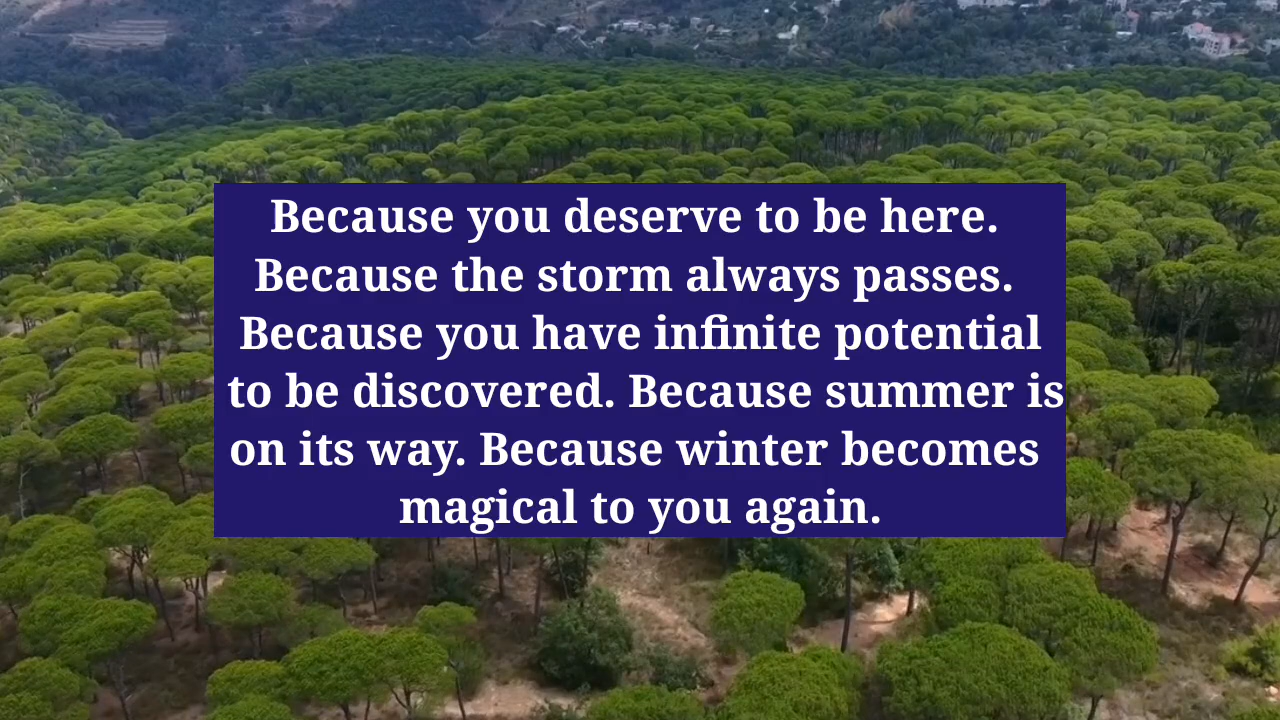 Because you deserve to be here.
Because the storm always passes.
Because you have infinite potential
to be discovered. Because summer is
on its way. Because winter becomes
magical to you again.